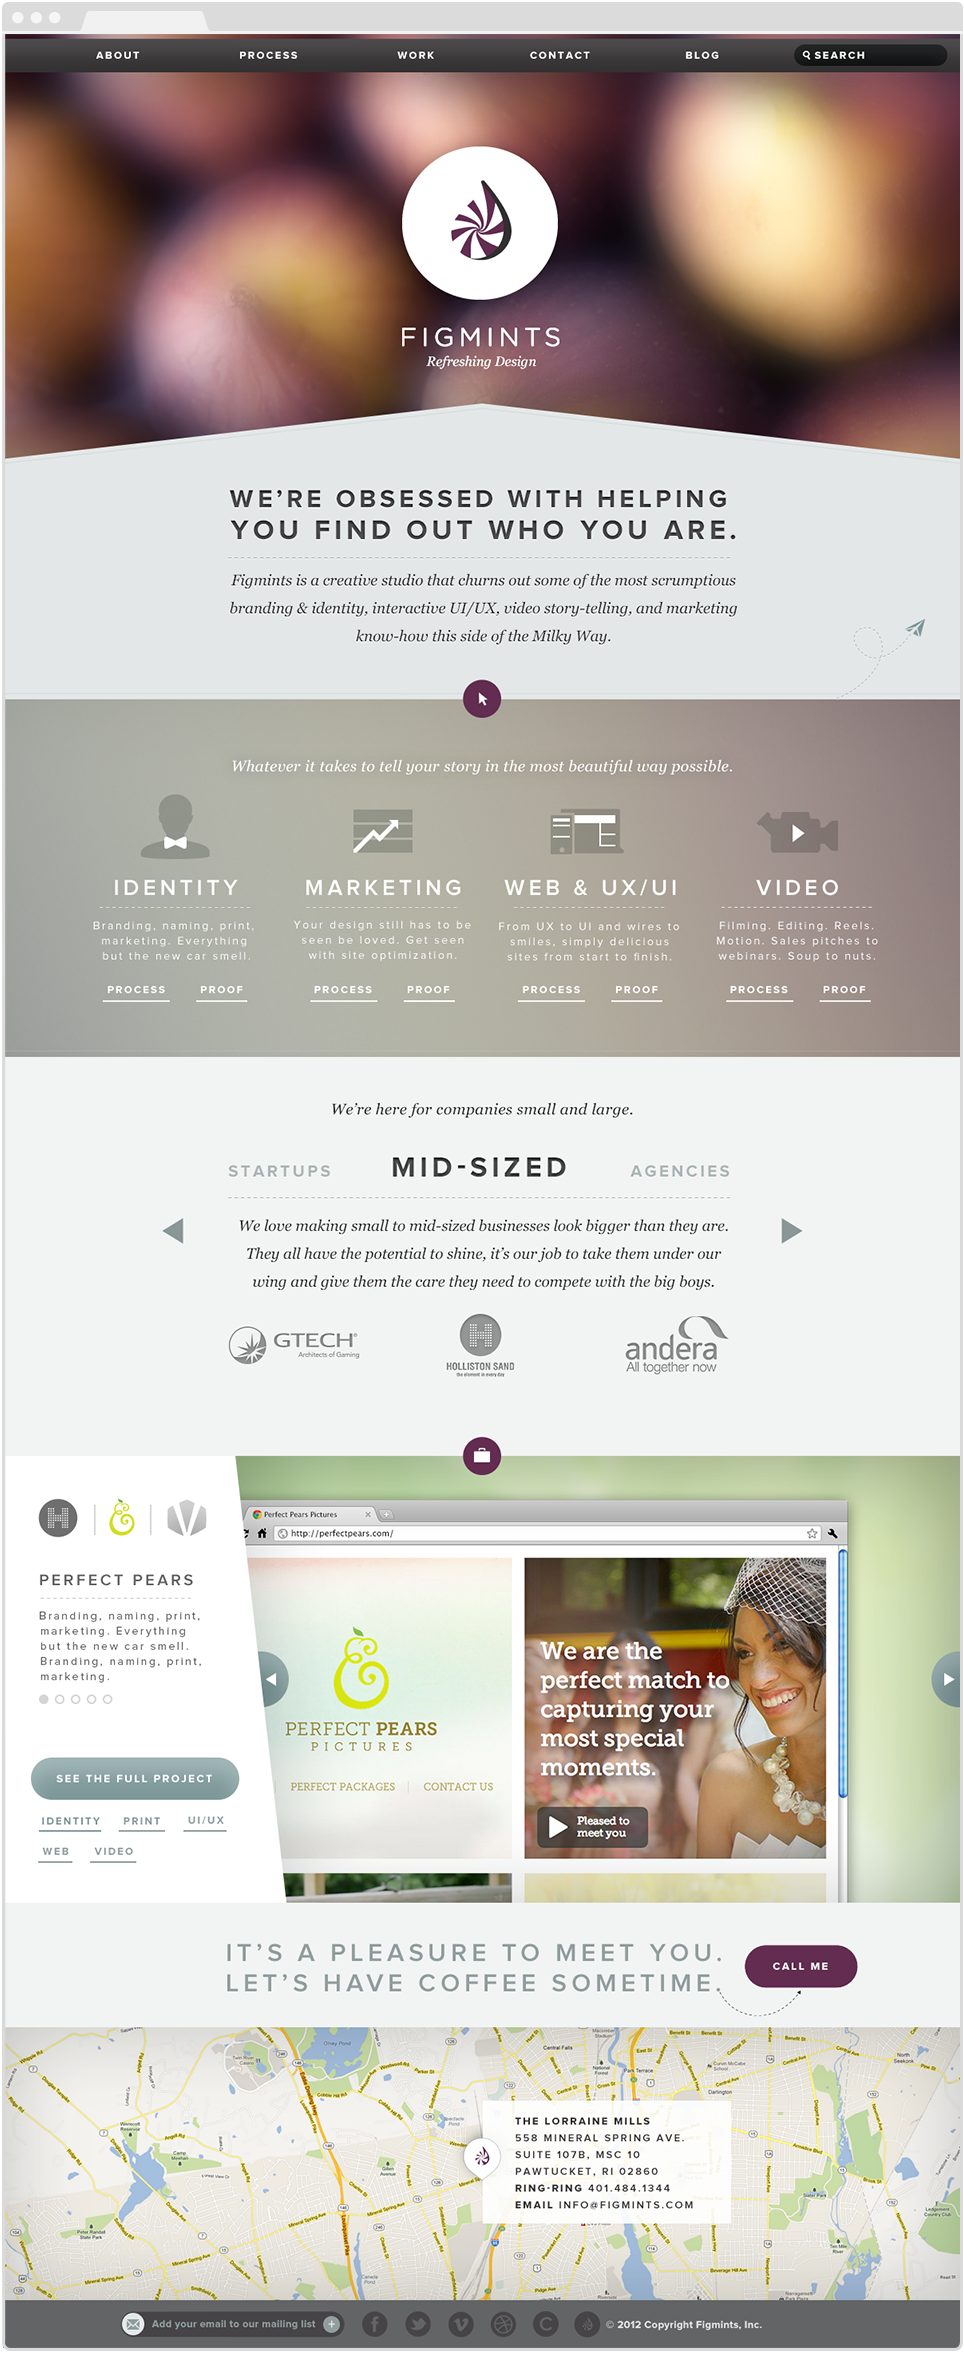 ABOUT
PROCESS
WORK
CONTACT
BLOG
SEARCH
FIGMINTS
Refreshing Design
WE'RE OBSESSED WITH HELPING
YOU FIND OUT WHO YOU ARE.
Figmints is a creative studio that churns out some of the most scrumptious
branding & identity, interactive UI/UX, video story-telling, and marketing
know-how this side of the Milky Way.
Whatever it takes to tell your story in the most beautiful way possible.
IDENTITY
Branding, naming, print,
marketing. Everything
but the new car smell.
PROCESS PROOF
MARKETING
Your design still has to be
seen be loved. Get seen
with site optimization.
PROCESS PROOF
WEB & UX/UI
From UX to UI and wires to
smiles, simply delicious
sites from start to finish.
PROCESS PROOF
VIDEO
Filming. Editing. Reels.
Motion. Sales pitches to
webinars. Soup to nuts.
PROCESS PROOF
We're here for companies small and large.
STARTUPS
MID-SIZED
AGENCIES
We love making small to mid-sized businesses look bigger than they are.
They all have the potential to shine, it's our job to take them under our
wing and give them the care they need to compete with the big boys.
GTECH®
Architects of Gaming
H
HOLLISTON SAND
the element in every day
andera
All together now
H
PERFECT PEARS
Branding, naming, print,
marketing. Everything
but the new car smell.
Branding, naming, print,
marketing.
SEE THE FULL PROJECT
IDENTITY PRINT UI/UX
WEB VIDEO
Perfect Pears Pictures
http://perfectpears.com/
PERFECT PEARS
PICTURES
PERFECT PACKAGES
CONTACT US
We are the
perfect match to
capturing your
most special
moments.
Pleased to
meet you
IT'S A PLEASURE TO MEET YOU.
LET'S HAVE COFFEE SOMETIME.
CALL ME
THE LORRAINE MILLS
558 MINERAL SPRING AVE.
SUITE 107B, MSC 10
PAWTUCKET, RI 02860
RING-RING 401.484.1344
EMAIL INFO@FIGMINTS.COM
Central Falls
North
Seekonk
Darlington
Add your email to our mailing list
© 2012 Copyright Figmints, Inc.